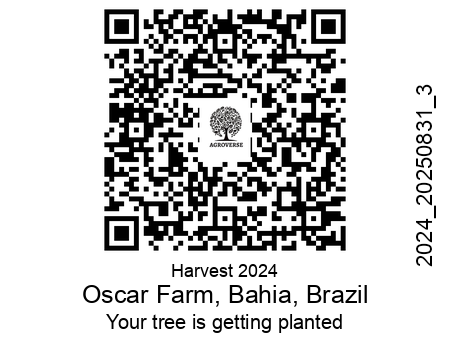 AGROVERSE
Harvest 2024
Oscar Farm, Bahia, Brazil
Your tree is getting planted
2024_20250831_3